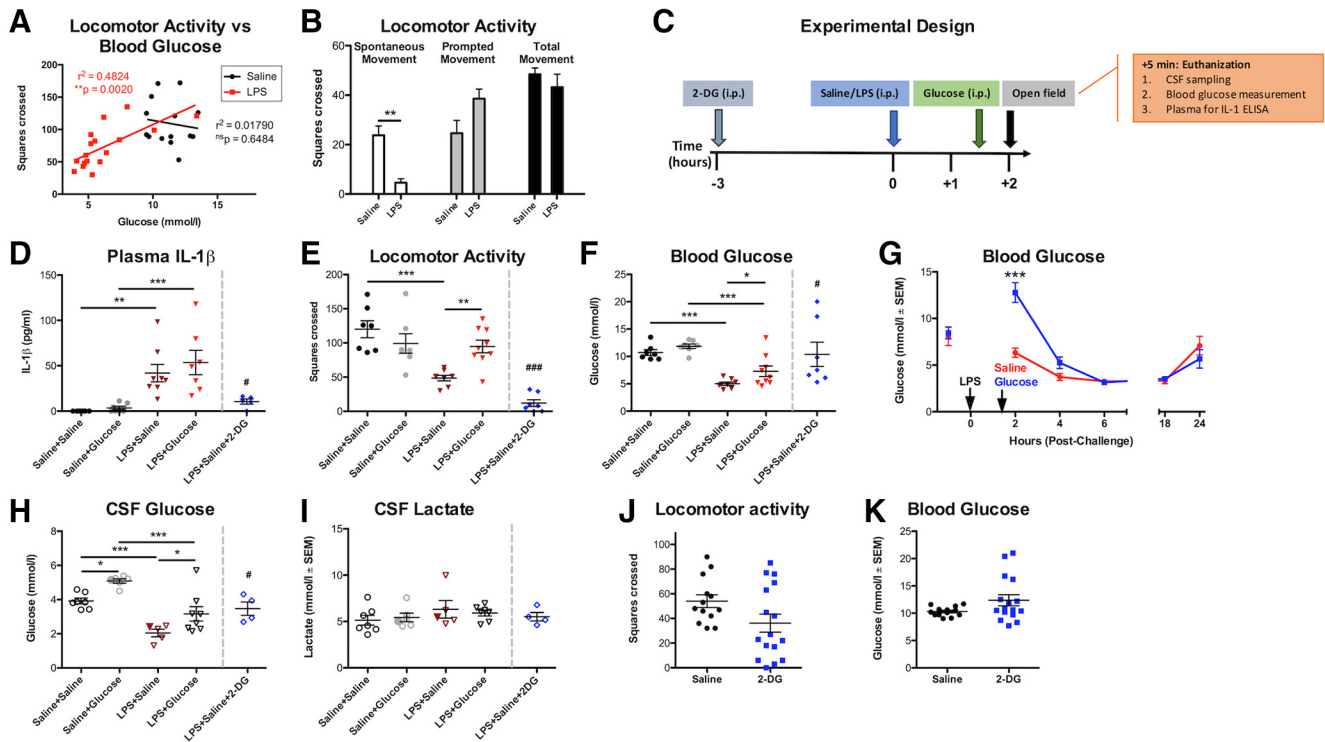 A
Locomotor Activity vs
Blood Glucose
Squares crossed
200
150
100
50
0
r² = 0.4824
**p = 0.0020
Saline
LPS
r² = 0.01790
nsp = 0.6484
5
10
15
Glucose (mmol/l)
B
Locomotor Activity
Spontaneous
Movement
Prompted
Movement
Total
Movement
Squares crossed
60
40
20
0
**
Saline
LPS
Saline
LPS
Saline
LPS
C
Experimental Design
2-DG (i.p.)
Saline/LPS (i.p.)
Glucose (i.p.)
Open field
+5 min: Euthanization
1. CSF sampling
2. Blood glucose measurement
3. Plasma for IL-1 ELISA
Time
(hours)
-3
0
+1
+2
D
Plasma IL-1β
IL-1β (pg/ml)
150
100
50
0
***
**
#
Saline+Saline
Saline+Glucose
LPS+Saline
LPS+Glucose
LPS+Saline+2-DG
E
Locomotor Activity
Squares crossed
200
150
100
50
0
***
**
###
Saline+Saline
Saline+Glucose
LPS+Saline
LPS+Glucose
LPS+Saline+2-DG
F
Blood Glucose
Glucose (mmol/l)
25
20
15
10
5
0
*
***
***
#
Saline+Saline
Saline+Glucose
LPS+Saline
LPS+Glucose
LPS+Saline+2-DG
G
Blood Glucose
Glucose (mmol/l ± SEM)
15
10
5
0
***
LPS
Saline
Glucose
0
2
4
6
18
24
Hours (Post-Challenge)
H
CSF Glucose
Glucose (mmol/l)
8
6
4
2
0
***
***
*
*
#
Saline+Saline
Saline+Glucose
LPS+Saline
LPS+Glucose
LPS+Saline+2-DG
I
CSF Lactate
Lactate (mmol/l ± SEM)
15
10
5
0
Saline+Saline
Saline+Glucose
LPS+Saline
LPS+Glucose
LPS+Saline+2DG
J
Locomotor activity
Squares crossed
100
80
60
40
20
0
Saline
2-DG
K
Blood Glucose
Glucose (mmol/l ± SEM)
25
20
15
10
5
0
Saline
2-DG